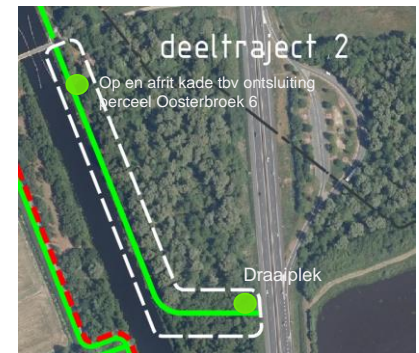 deeltraject 2
Op en afrit kade tbv ontsluiting
perceel Oosterbroek 6
Draaiplek